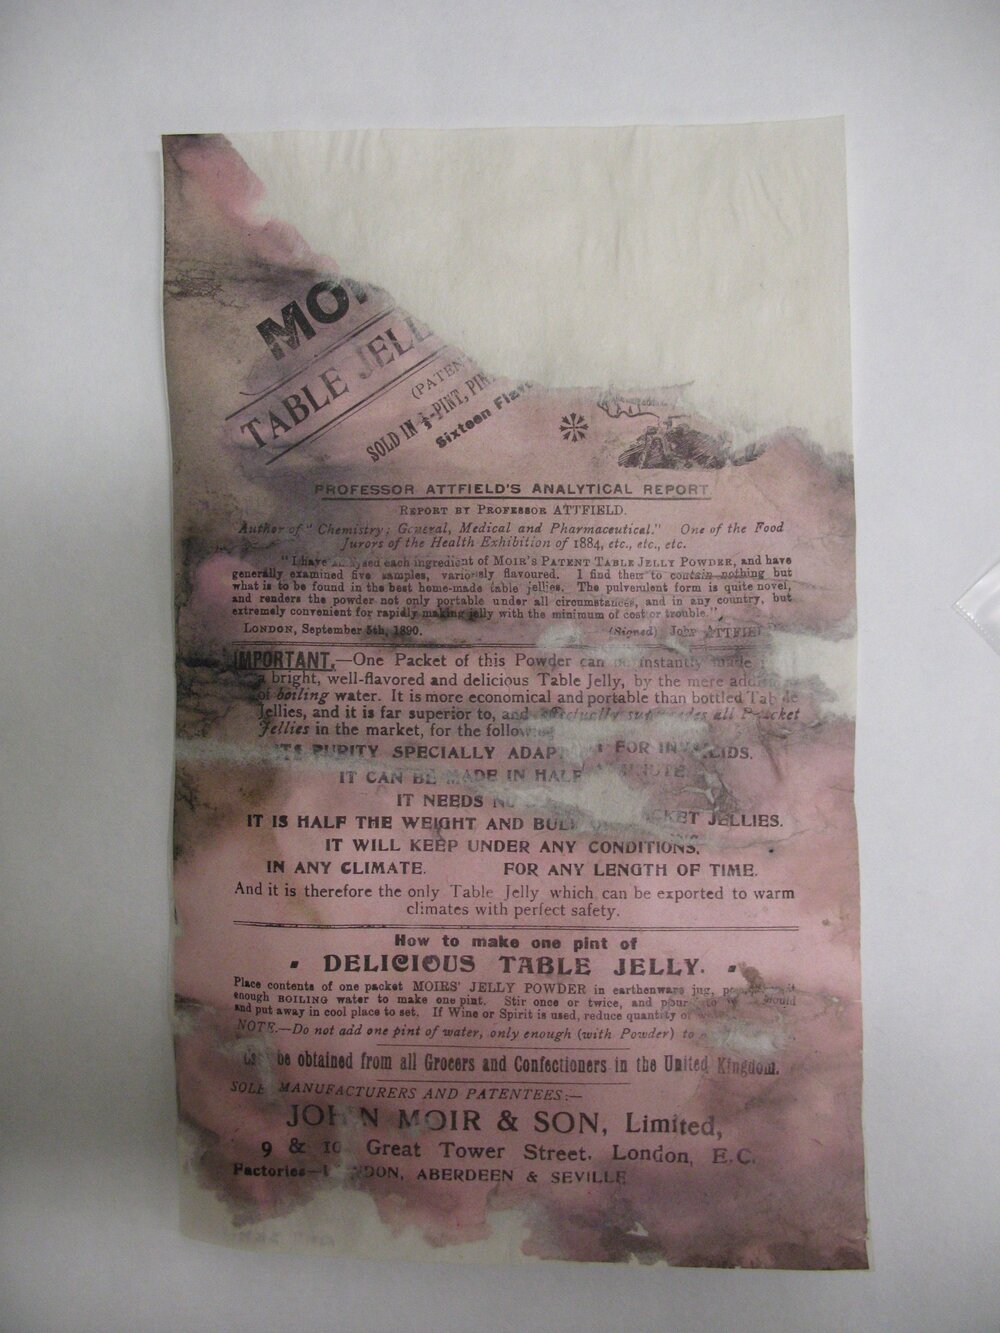 MOI
TABLE JELL
(PATEN
SOLD IN ½-PINT, PIN
Sixteen Flav
PROFESSOR ATTFIELD'S ANALYTICAL REPORT
REPORT BY PROFESSOR ATTFIELD.
Author of "Chemistry; General, Medical and Pharmaceutical." One of the Food
Jurors of the Health Exhibition of 1884, etc., etc., etc.
"I have each ingredient of MOIR'S PATENT TABLE JELLY POWDER, and have
generally examined five samples, variously flavoured. I find them to contain nothing but
what is to be found in the best home-made table jellies. The pulverulent form is quite novel,
and renders the powder not only portable under all circumstances, and in any country, but
extremely convenient for rapidly making jelly with the minimum of cost or trouble."
LONDON, September 5th, 1890. (Signed) JOHN ATTFIE
IMPORTANT.—One Packet of this Powder can be instantly made
a bright, well-flavored and delicious Table Jelly, by the mere
of boiling water. It is more economical and portable than bottled Table
Jellies, and it is far superior to, and effectually all Packet
Jellies in the market, for the
ITS PURITY SPECIALLY FOR
IT CAN BE MADE IN HALF
IT NEEDS
IT IS HALF THE WEIGHT AND JELLIES.
IT WILL KEEP UNDER ANY CONDITIONS.
IN ANY CLIMATE. FOR ANY LENGTH OF TIME.
And it is therefore the only Table Jelly which can be exported to warm
climates with perfect safety.
How to make one pint of
DELICIOUS TABLE JELLY.
Place contents of one packet MOIRS' JELLY POWDER in earthenware jug,
enough BOILING water to make one pint. Stir once or twice, and pour
and put away in cool place to set. If Wine or Spirit is used, reduce quantity of
NOTE.—Do not add one pint of water, only enough (with Powder) to
be obtained from all Grocers and Confectioners in the United Kingdom.
SOLE MANUFACTURERS AND PATENTEES:—
JOHN MOIR & SON, Limited,
9 & 10 Great Tower Street. London, E.C.
Factories—LONDON, ABERDEEN & SEVILLE